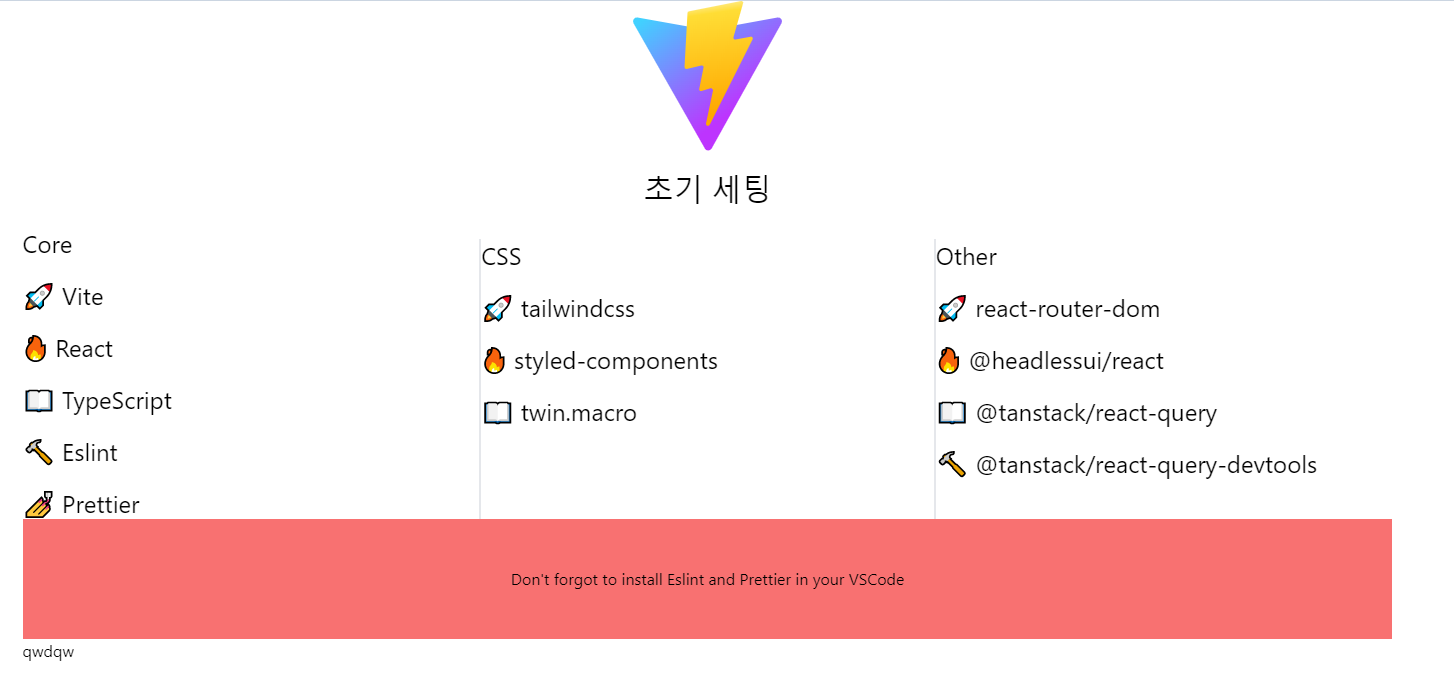 초기 세팅
Core
🚀 Vite
🔥 React
📖 TypeScript
🔨 Eslint
💅 Prettier
CSS
🚀 tailwindcss
🔥 styled-components
📖 twin.macro
Other
🚀 react-router-dom
🔥 @headlessui/react
📖 @tanstack/react-query
🔨 @tanstack/react-query-devtools
Don't forgot to install Eslint and Prettier in your VSCode
qwdqw